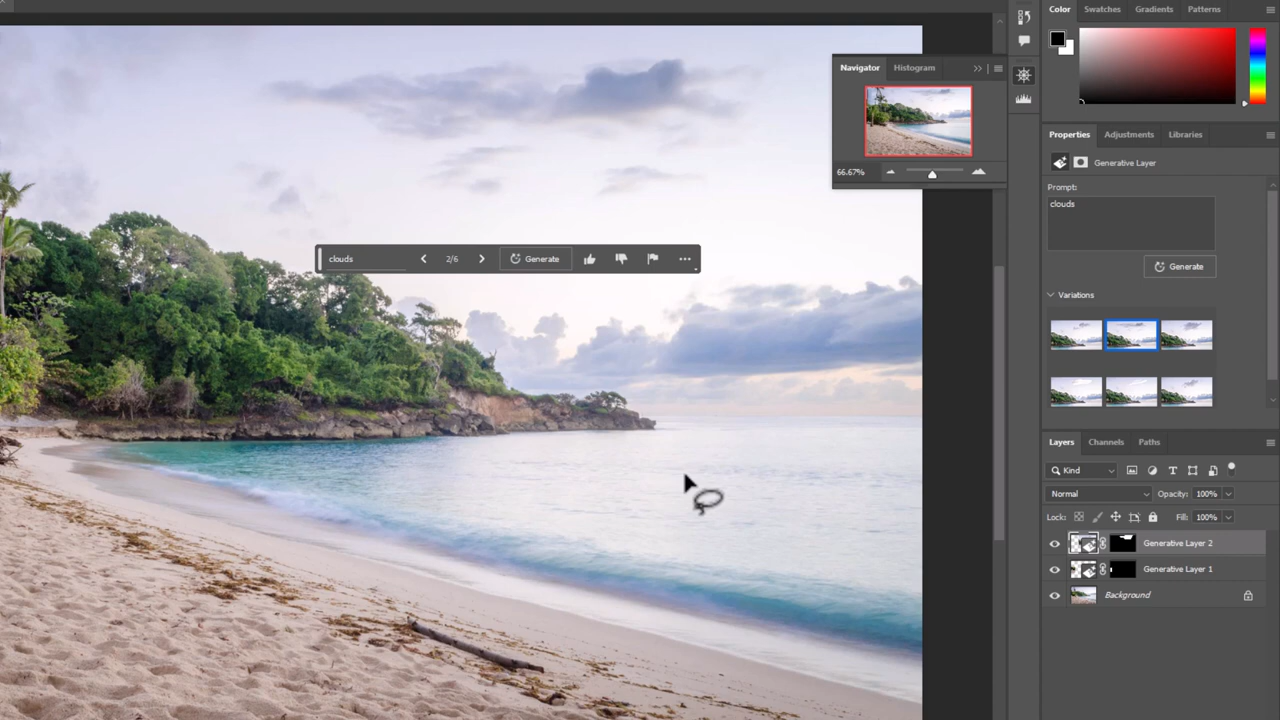 Color Swatches Gradients Patterns
Navigator Histogram
66.67%
Properties Adjustments Libraries
Generative Layer
Prompt:
clouds
Generate
clouds 2/6 Generate
Variations
Layers Channels Paths
Kind
Normal Opacity: 100%
Lock: Fill: 100%
Generative Layer 2
Generative Layer 1
Background